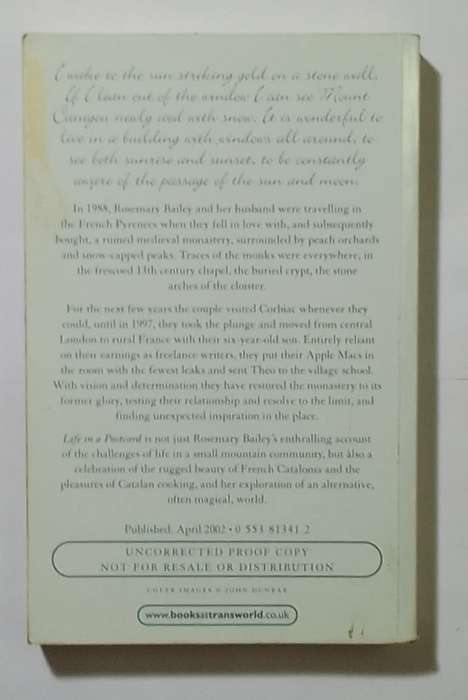 I wake to the sun striking gold on a stone wall.
If I lean out of the window I can see Mount
Canigou newly iced with snow. It is wonderful to
live in a building with windows all around, to
see both sunrise and sunset, to be constantly
aware of the passage of the sun and moon.
In 1988, Rosemary Bailey and her husband were travelling in
the French Pyrenees when they fell in love with, and subsequently
bought, a ruined medieval monastery, surrounded by peach orchards
and snow-capped peaks. Traces of the monks were everywhere, in
the frescoed 13th century chapel, the buried crypt, the stone
arches of the cloister.
For the next few years the couple visited Corbiac whenever they
could, until in 1997, they took the plunge and moved from central
London to rural France with their six-year-old son. Entirely reliant
on their earnings as freelance writers, they put their Apple Macs in
the room with the fewest leaks and sent Theo to the village school.
With vision and determination they have restored the monastery to its
former glory, testing their relationship and resolve to the limit, and
finding unexpected inspiration in the place.
Life in a Postcard is not just Rosemary Bailey's enthralling account
of the challenges of life in a small mountain community, but also a
celebration of the rugged beauty of French Catalonia and the
pleasures of Catalan cooking, and her exploration of an alternative,
often magical, world.
Published: April 2002 • 0 553 81341 2
UNCORRECTED PROOF COPY
NOT FOR RESALE OR DISTRIBUTION
COVER IMAGES © JOHN DUNBAR
www.booksattransworld.co.uk